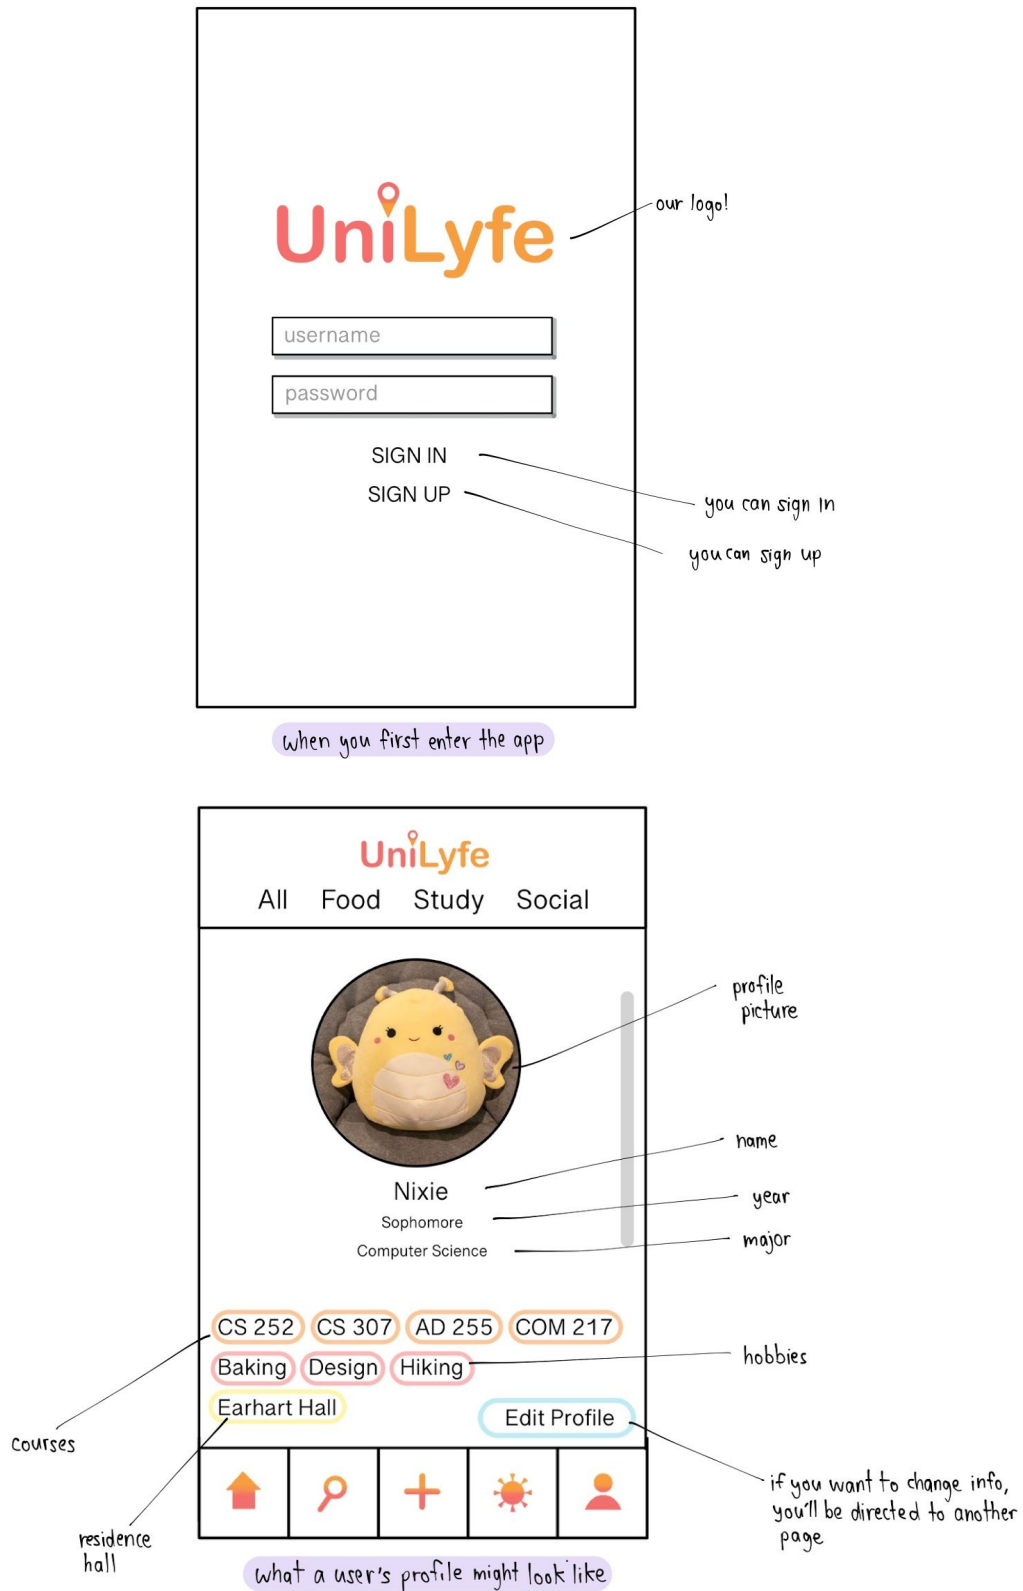 UniLyfe
our logo!
username
password
SIGN IN
SIGN UP
you can sign in
you can sign up
when you first enter the app
UniLyfe
All Food Study Social
profile
picture
Nixie
name
Sophomore
year
Computer Science
major
CS 252 CS 307 AD 255 COM 217
Baking Design Hiking
hobbies
Earhart Hall
Edit Profile
courses
residence
hall
if you want to change info,
you'll be directed to another
page
what a user's profile might look like